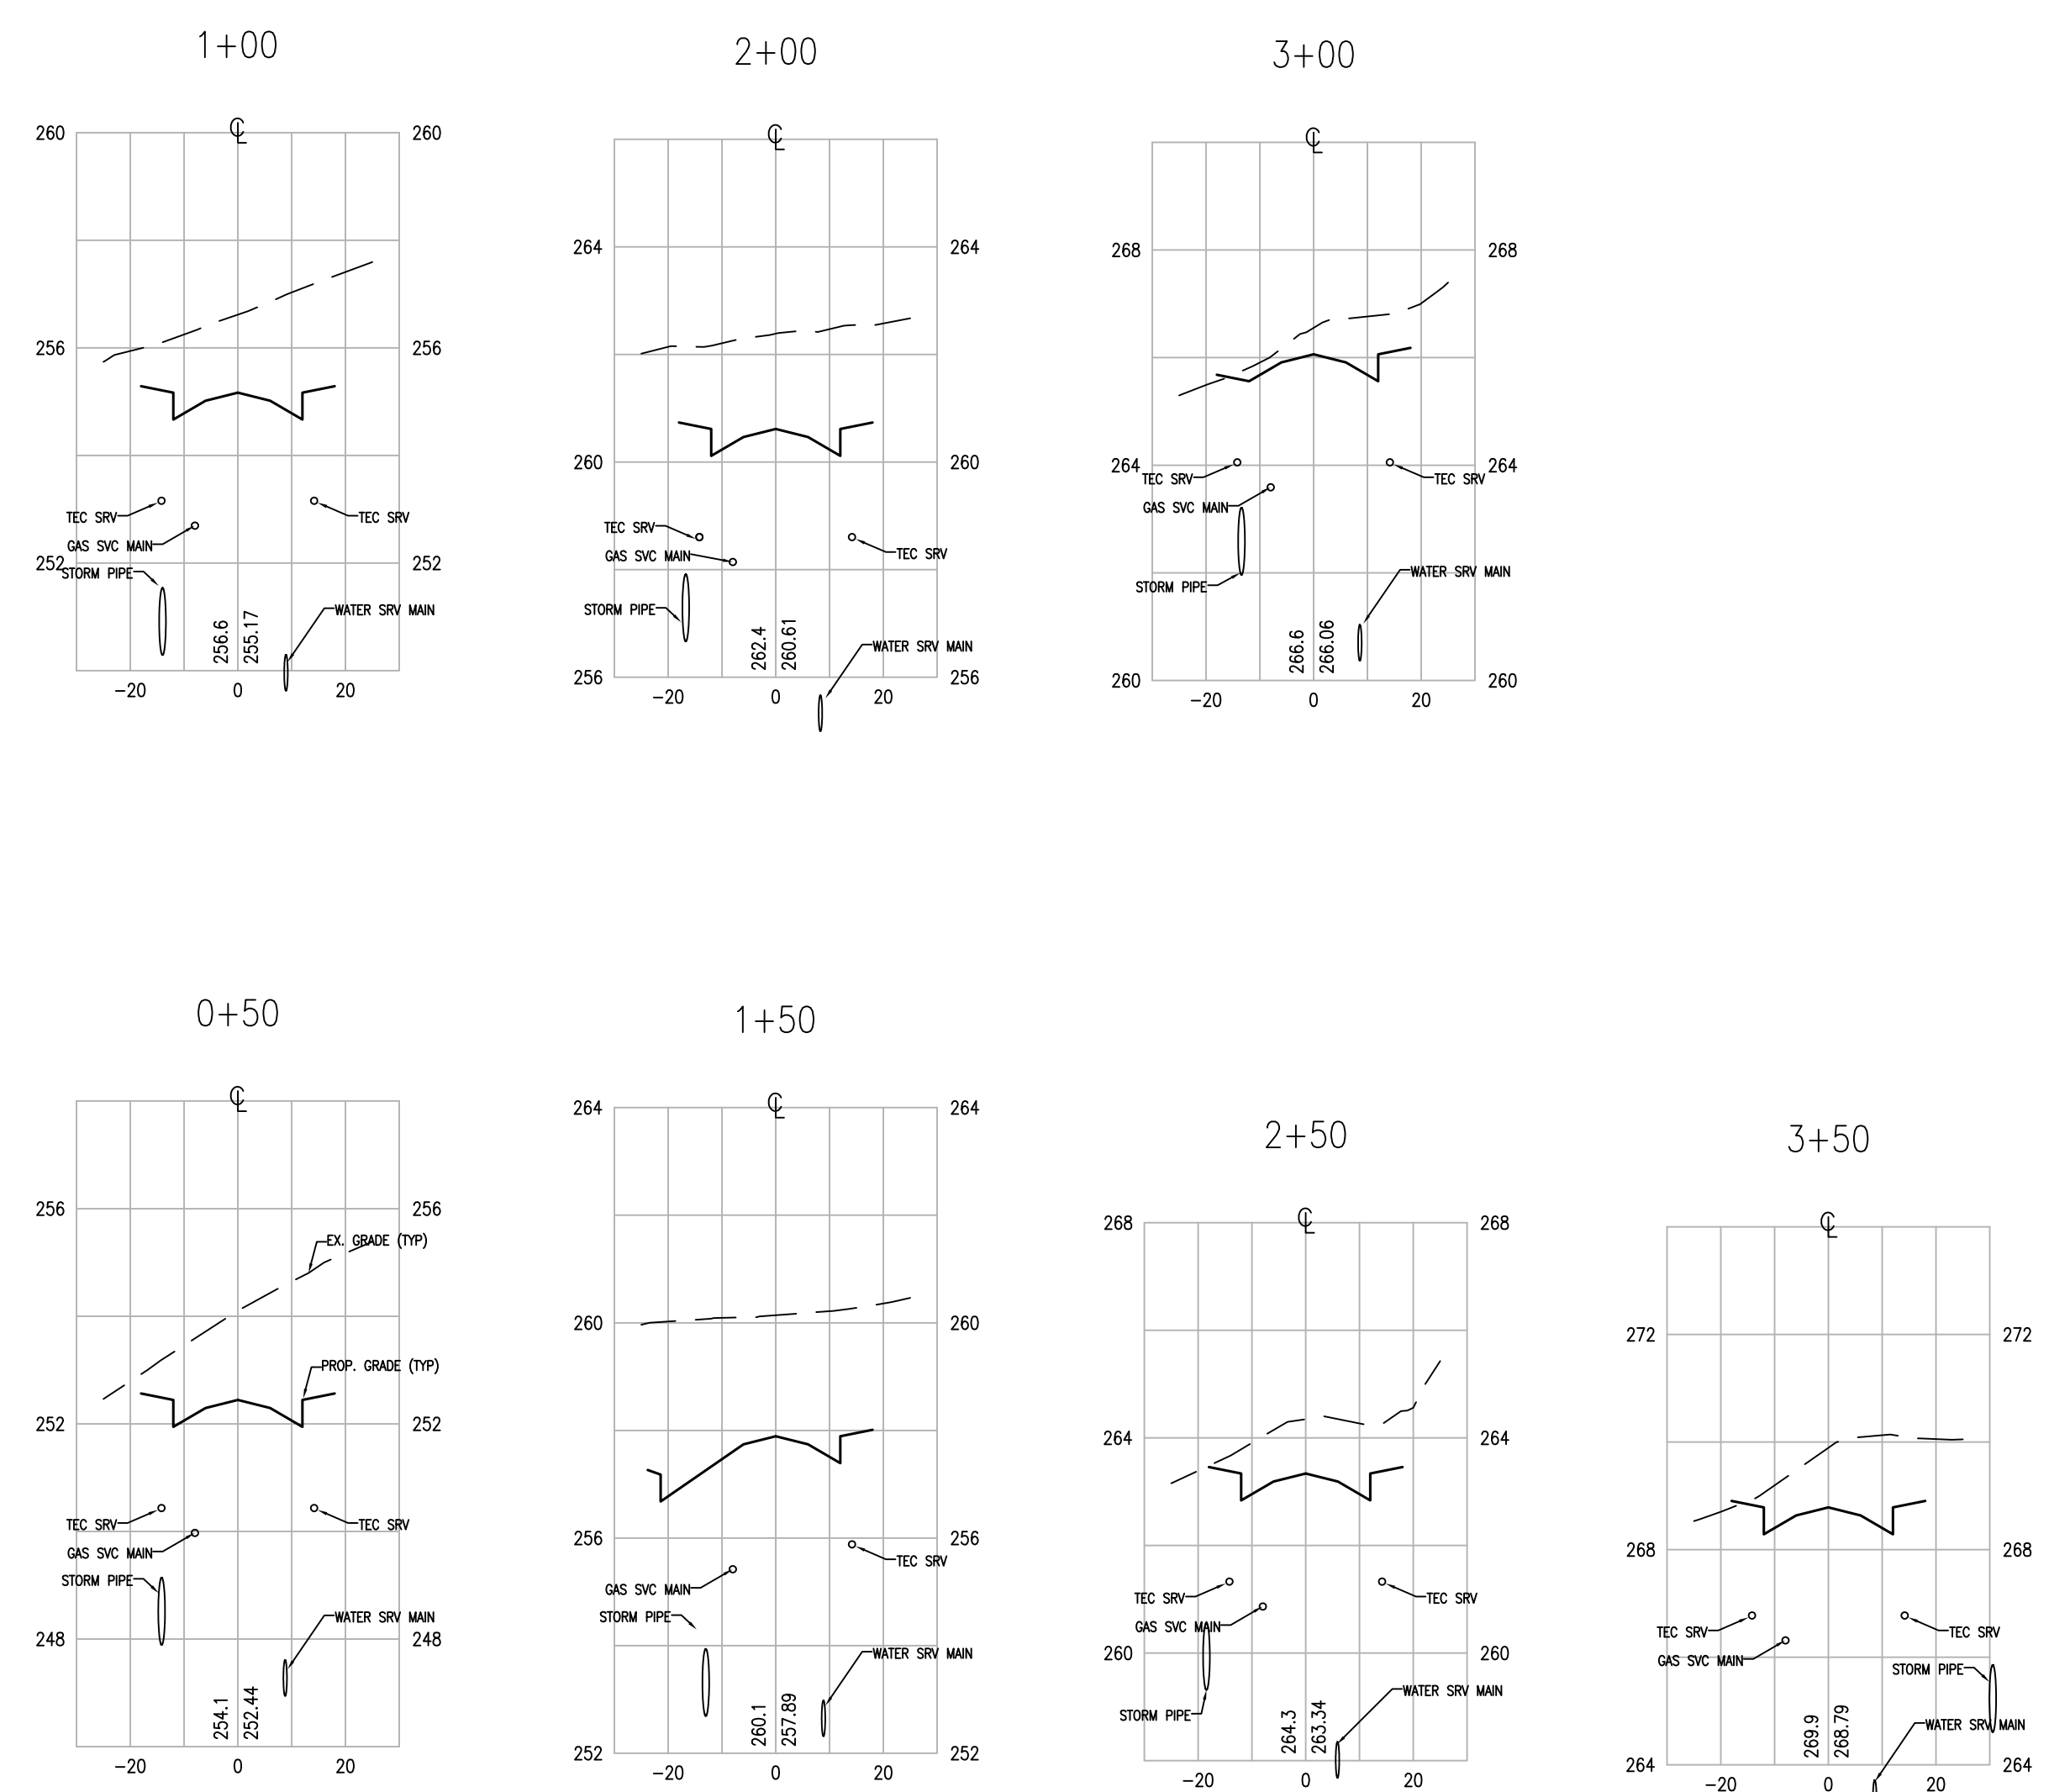 1+00
℄
260 260
256 256
TEC SRV TEC SRV
GAS SVC MAIN
252 252
STORM PIPE
WATER SRV MAIN
256.6 255.17
-20 0 20
2+00
℄
264 264
260 260
TEC SRV
GAS SVC MAIN TEC SRV
STORM PIPE
WATER SRV MAIN
262.4 260.61
256 256
-20 0 20
3+00
℄
268 268
264 264
TEC SRV TEC SRV
GAS SVC MAIN
STORM PIPE WATER SRV MAIN
266.6 266.06
260 260
-20 0 20
0+50
℄
256 256
EX. GRADE (TYP)
PROP. GRADE (TYP)
252 252
TEC SRV TEC SRV
GAS SVC MAIN
STORM PIPE
WATER SRV MAIN
248 248
254.1 252.44
-20 0 20
1+50
℄
264 264
260 260
256 256
TEC SRV
GAS SVC MAIN
STORM PIPE
WATER SRV MAIN
260.1 257.89
252 252
-20 0 20
2+50
℄
268 268
264 264
TEC SRV TEC SRV
GAS SVC MAIN
260 260
WATER SRV MAIN
STORM PIPE
264.3 263.34
-20 0 20
3+50
℄
272 272
268 268
TEC SRV TEC SRV
GAS SVC MAIN
STORM PIPE
WATER SRV MAIN
269.9 268.79
264 264
-20 0 20